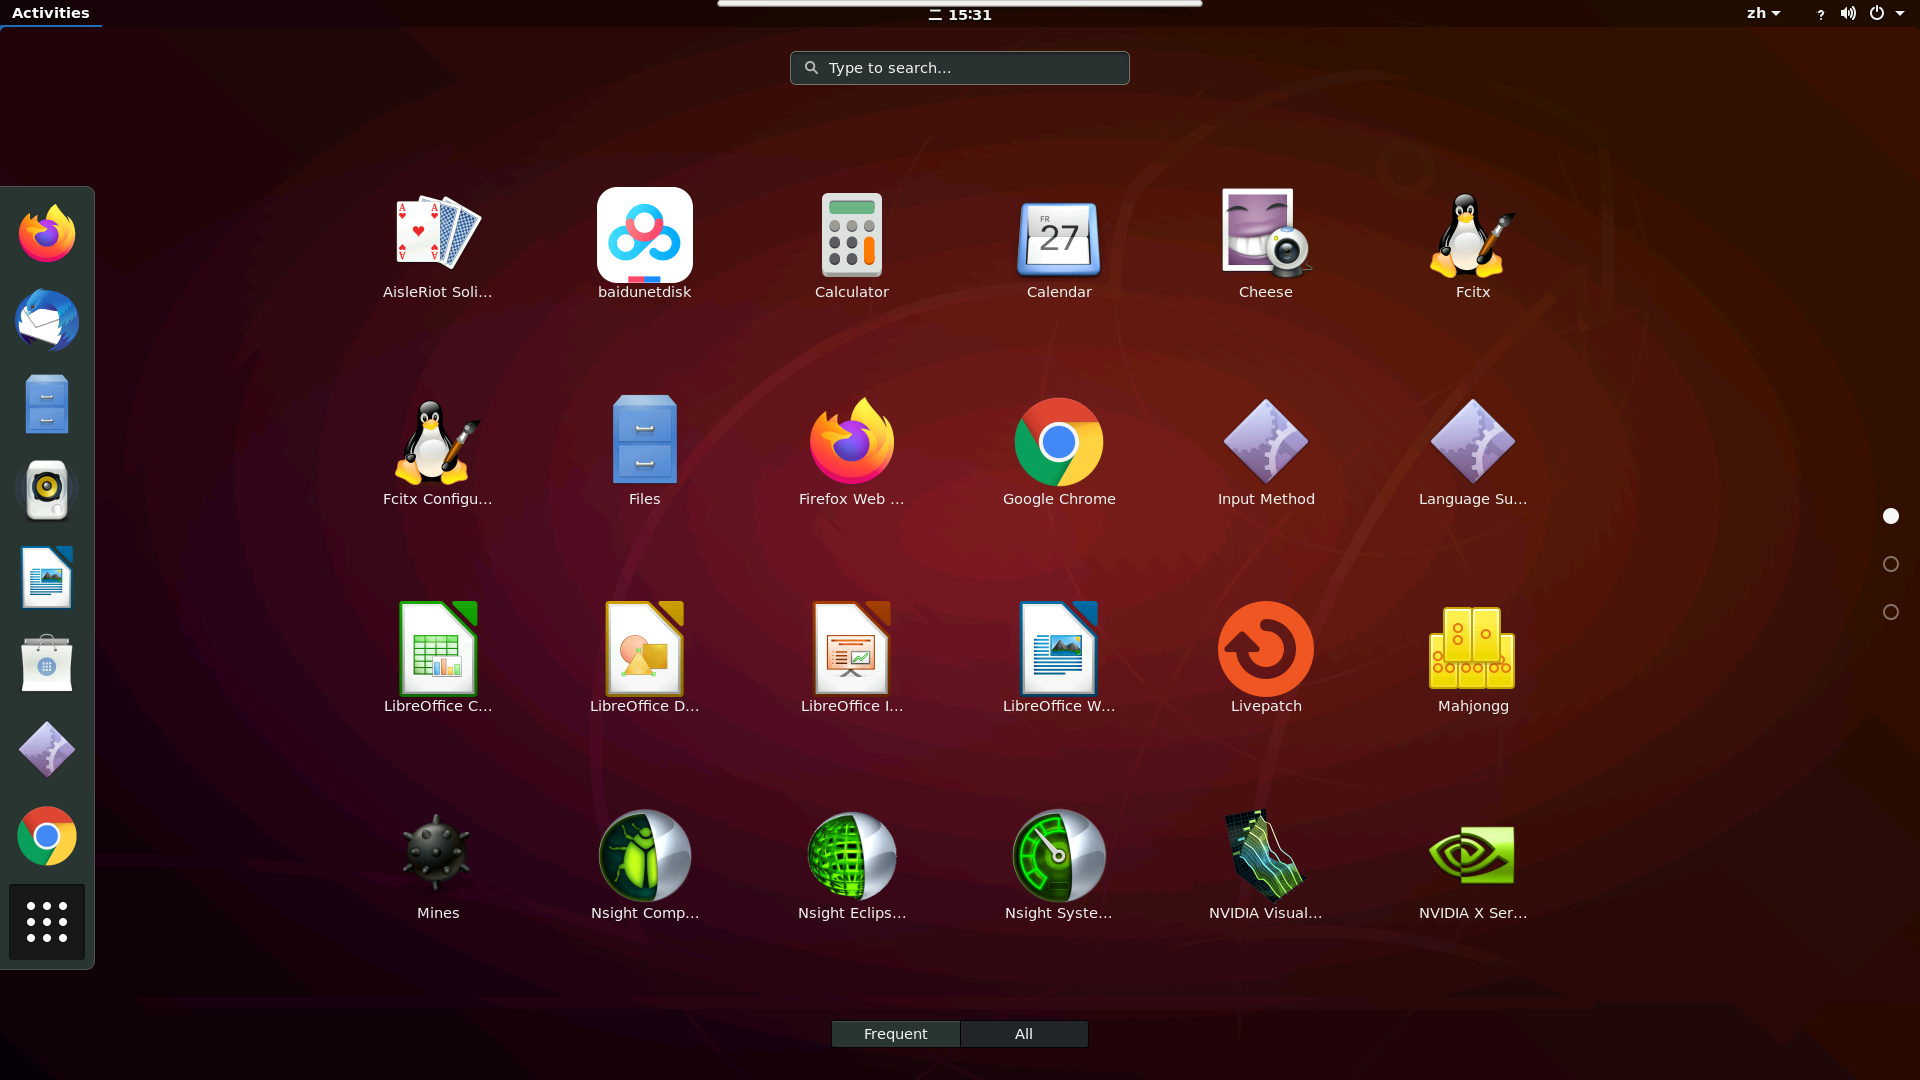 Activities
二 15:31
zh
?
Type to search...
AisleRiot Soli...
baidunetdisk
Calculator
FR
27
Calendar
Cheese
Fcitx
Fcitx Configu...
Files
Firefox Web ...
Google Chrome
Input Method
Language Su...
LibreOffice C...
LibreOffice D...
LibreOffice I...
LibreOffice W...
Livepatch
Mahjongg
Mines
Nsight Comp...
Nsight Eclips...
Nsight Syste...
NVIDIA Visual...
NVIDIA X Ser...
Frequent
All